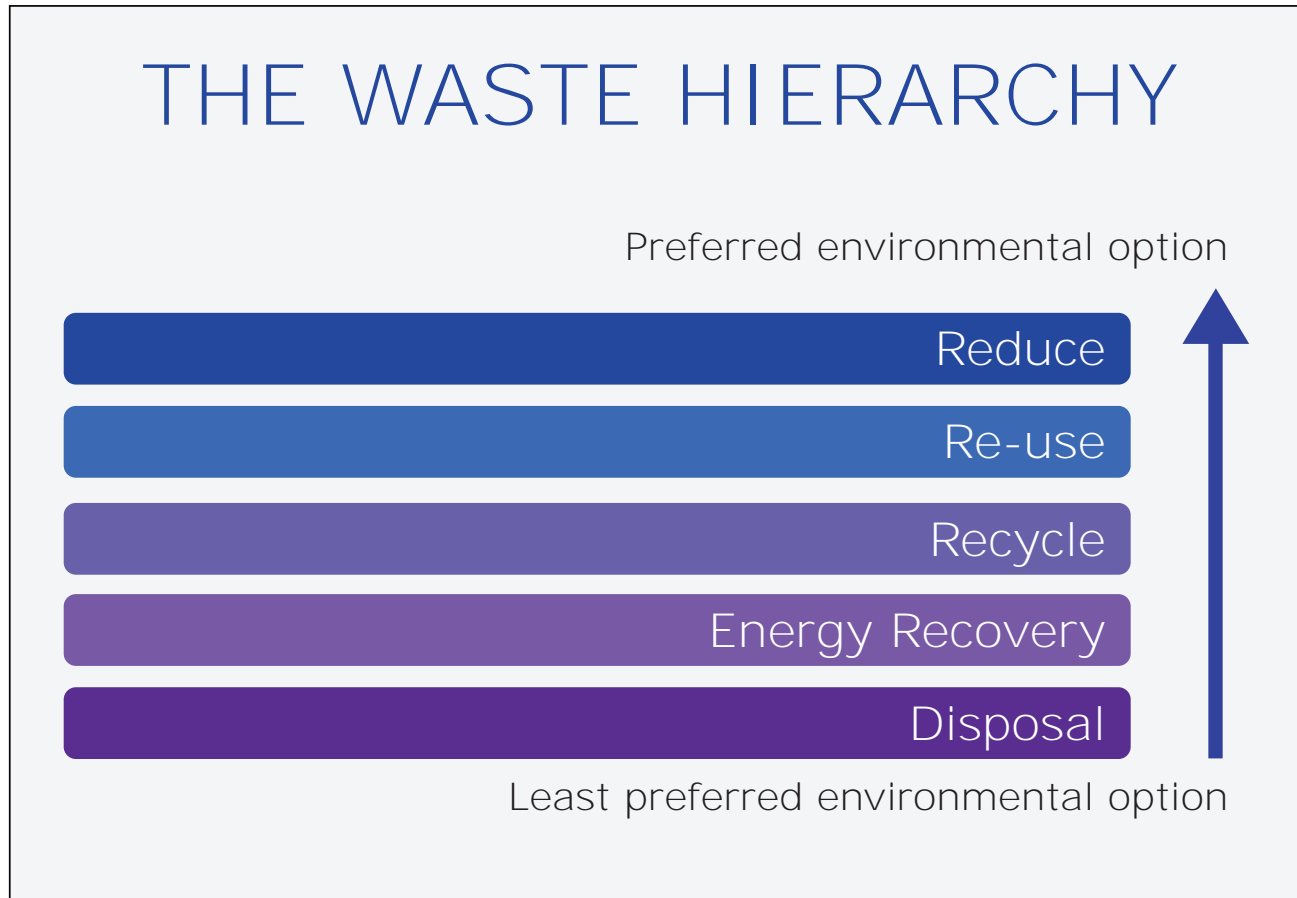 THE WASTE HIERARCHY
Preferred environmental option
Reduce
Re-use
Recycle
Energy Recovery
Disposal
Least preferred environmental option